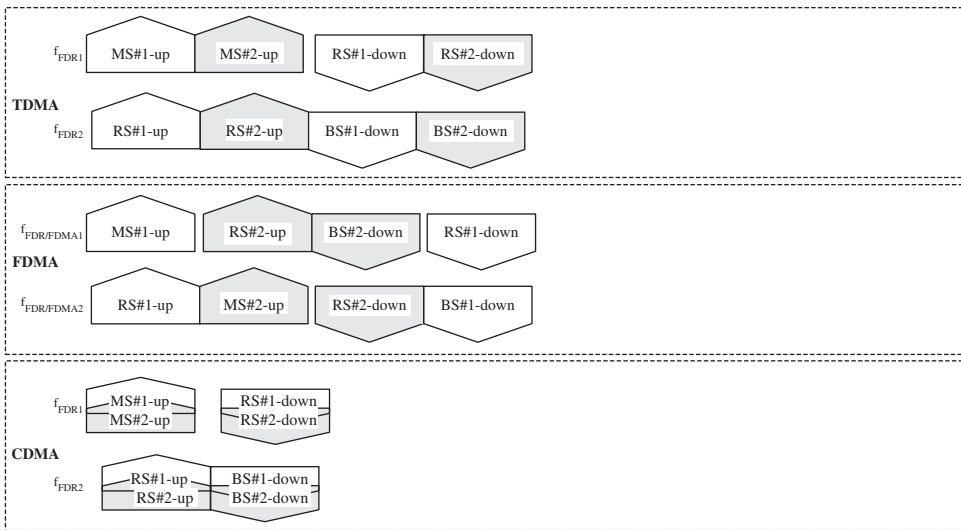 f_FDR1 MS#1-up MS#2-up RS#1-down RS#2-down
TDMA
f_FDR2 RS#1-up RS#2-up BS#1-down BS#2-down
f_FDR/FDMA1 MS#1-up RS#2-up BS#2-down RS#1-down
FDMA
f_FDR/FDMA2 RS#1-up MS#2-up RS#2-down BS#1-down
f_FDR1 MS#1-up RS#1-down
MS#2-up RS#2-down
CDMA
f_FDR2 RS#1-up BS#1-down
RS#2-up BS#2-down